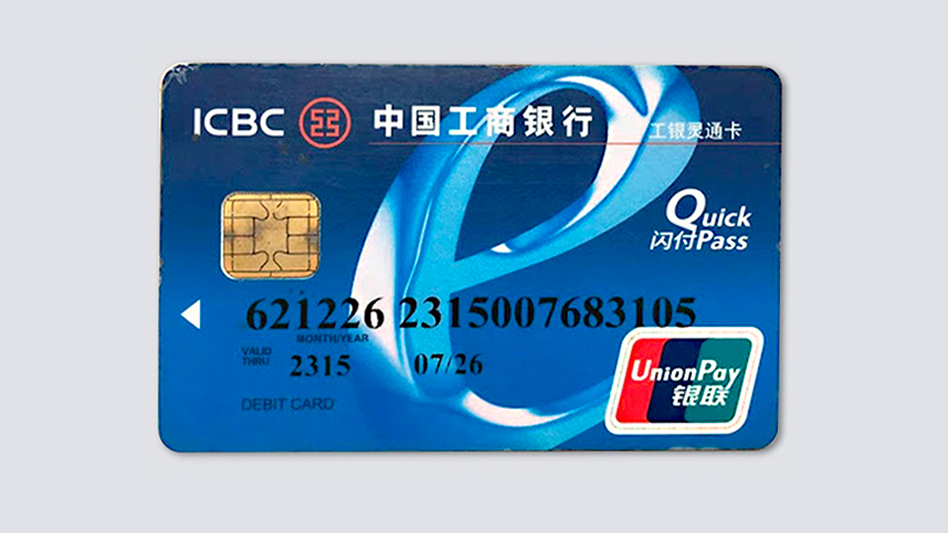 ICBC 中国工商银行 工银灵通卡
Quick
闪付Pass
621226 2315007683105
MONTH/YEAR
VALID THRU 2315 07/26
DEBIT CARD
UnionPay
银联